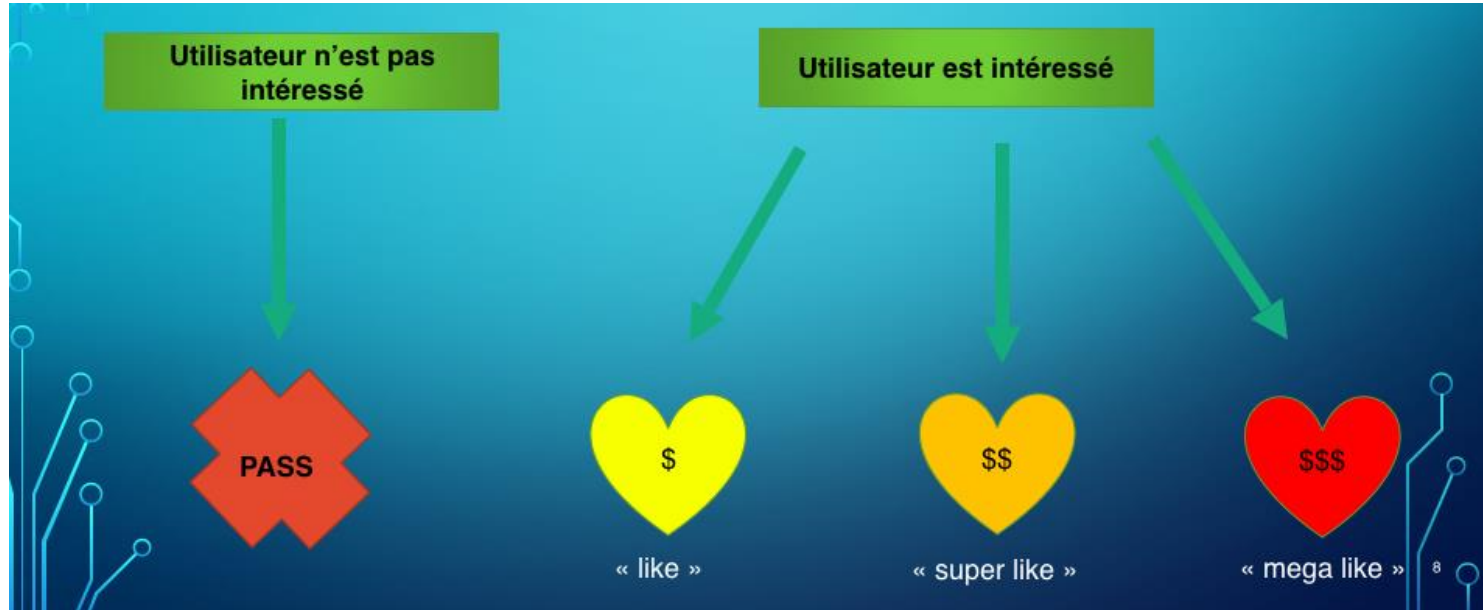 Utilisateur n'est pas
intéressé
Utilisateur est intéressé
PASS
$
$$
$$$
« like »
« super like »
« mega like »
8